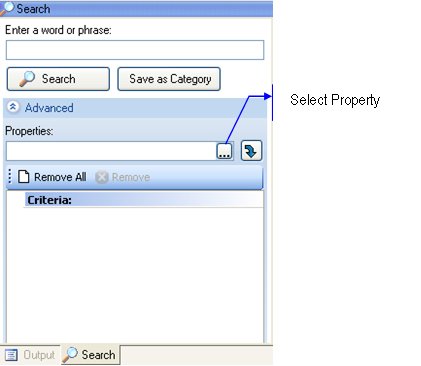 Search
Enter a word or phrase:
Search
Save as Category
Advanced
Select Property
Properties:
...
Remove All
Remove
Criteria:
Output
Search